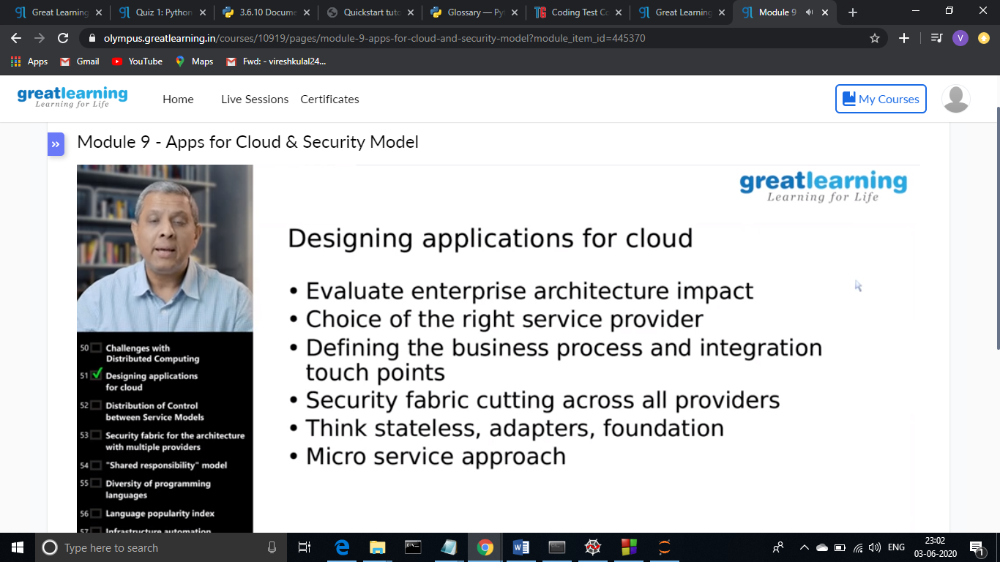 Great Learning
Quiz 1: Python
3.6.10 Docume
Quickstart tuto
Glossary — Py
Coding Test Co
Great Learning
Module 9
olympus.greatlearning.in/courses/10919/pages/module-9-apps-for-cloud-and-security-model?module_item_id=445370
V
Apps
Gmail
YouTube
Maps
Fwd: - vireshkulal24...
greatlearning
Learning for Life
Home
Live Sessions
Certificates
My Courses
Module 9 - Apps for Cloud & Security Model
greatlearning
Learning for Life
Designing applications for cloud
• Evaluate enterprise architecture impact
• Choice of the right service provider
• Defining the business process and integration
touch points
• Security fabric cutting across all providers
• Think stateless, adapters, foundation
• Micro service approach
50 Challenges with
Distributed Computing
51 Designing applications
for cloud
52 Distribution of Control
between Service Models
53 Security fabric for the architecture
with multiple providers
54 "Shared responsibility" model
55 Diversity of programming
languages
56 Language popularity index
57 Infrastructure automation
Type here to search
ENG
23:02
03-06-2020
1